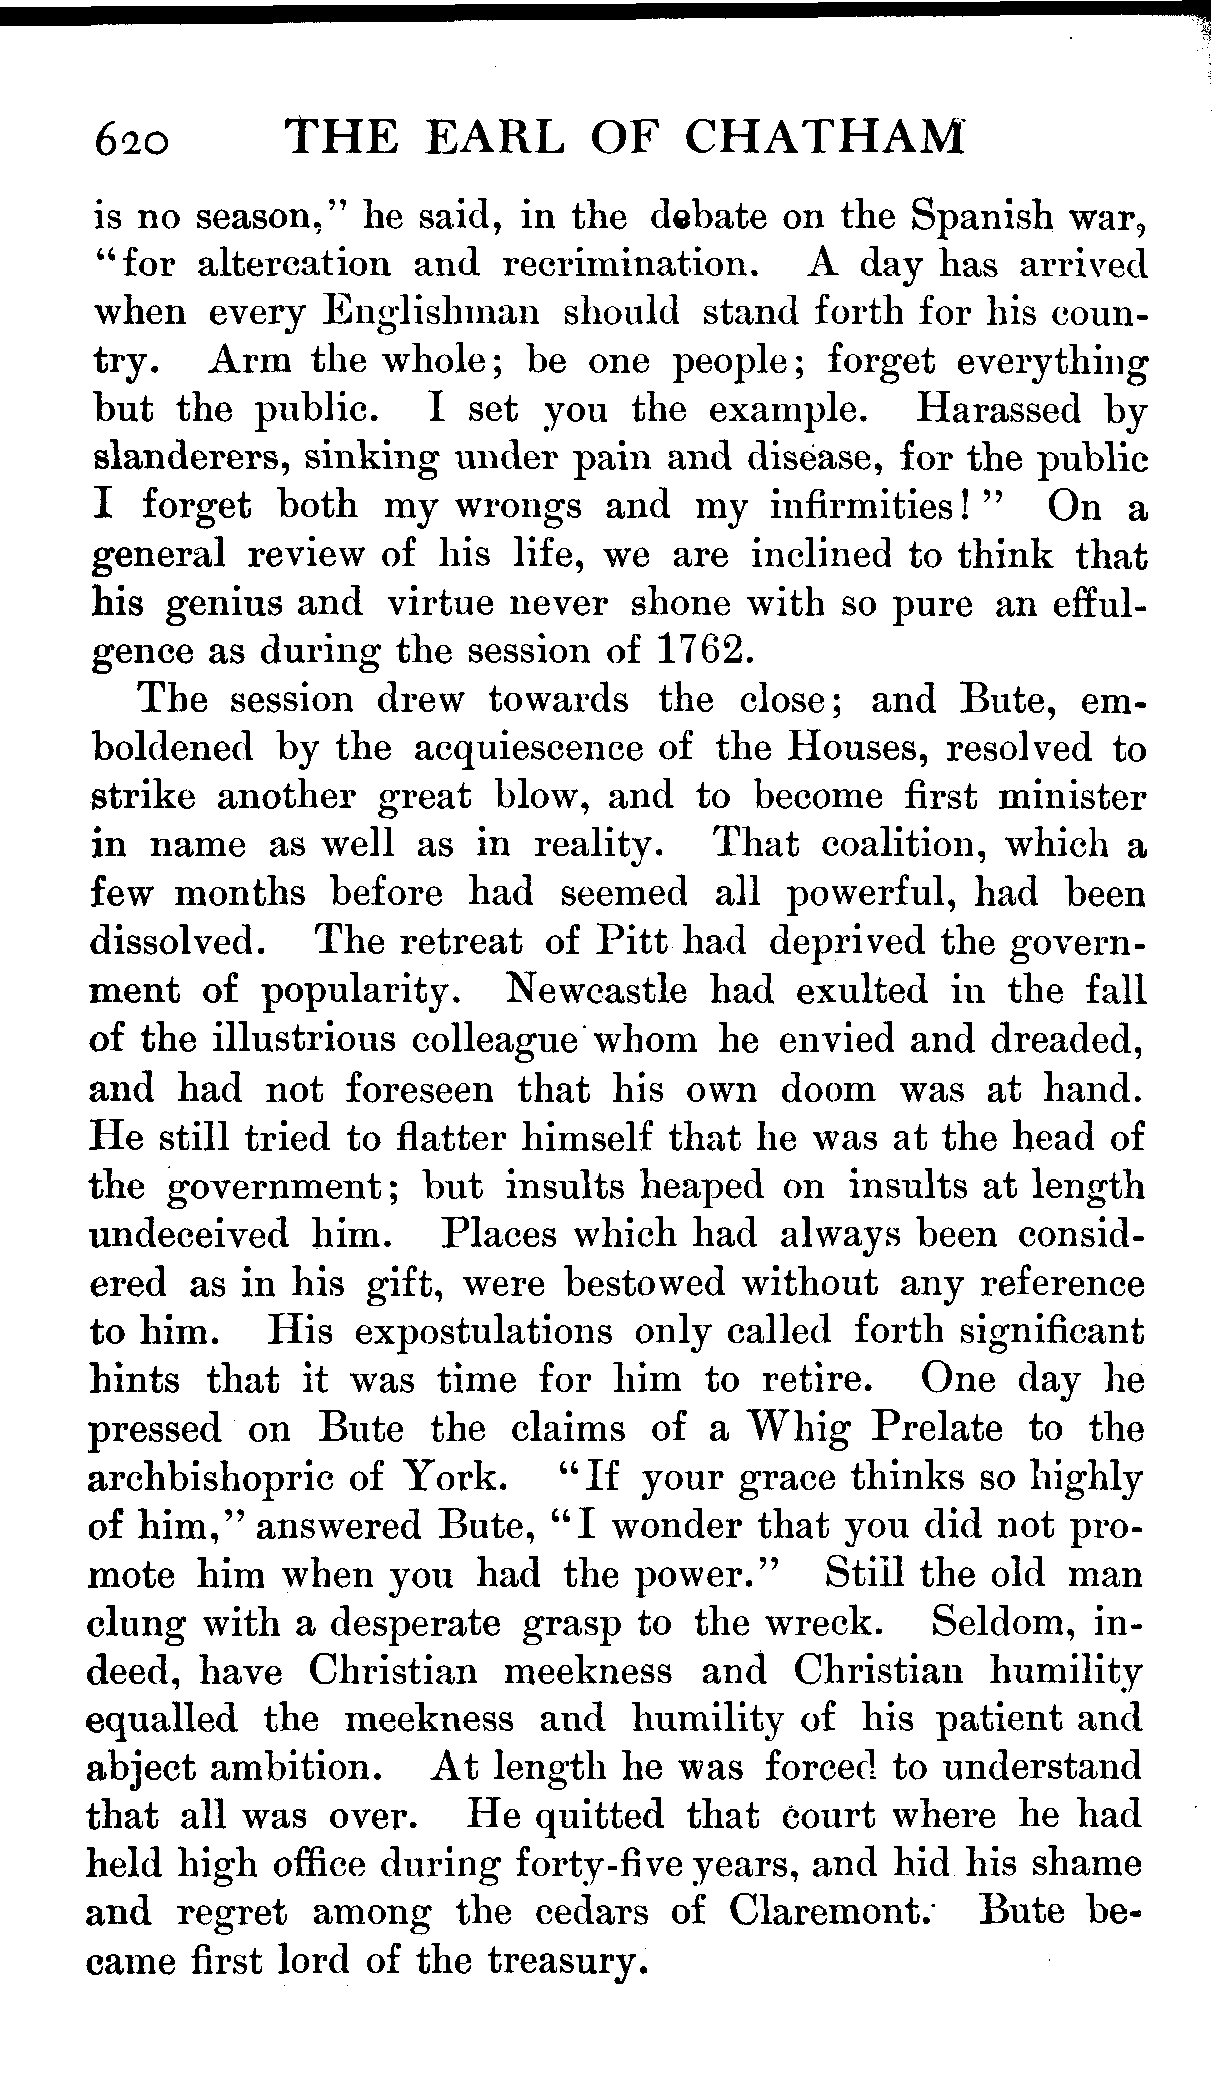 620 THE EARL OF CHATHAM
is no season," he said, in the debate on the Spanish war,
"for altercation and recrimination. A day has arrived
when every Englishman should stand forth for his coun-
try. Arm the whole; be one people; forget everything
but the public. I set you the example. Harassed by
slanderers, sinking under pain and disease, for the public
I forget both my wrongs and my infirmities!" On a
general review of his life, we are inclined to think that
his genius and virtue never shone with so pure an efful-
gence as during the session of 1762.
The session drew towards the close; and Bute, em-
boldened by the acquiescence of the Houses, resolved to
strike another great blow, and to become first minister
in name as well as in reality. That coalition, which a
few months before had seemed all powerful, had been
dissolved. The retreat of Pitt had deprived the govern-
ment of popularity. Newcastle had exulted in the fall
of the illustrious colleague whom he envied and dreaded,
and had not foreseen that his own doom was at hand.
He still tried to flatter himself that he was at the head of
the government; but insults heaped on insults at length
undeceived him. Places which had always been consid-
ered as in his gift, were bestowed without any reference
to him. His expostulations only called forth significant
hints that it was time for him to retire. One day he
pressed on Bute the claims of a Whig Prelate to the
archbishopric of York. "If your grace thinks so highly
of him," answered Bute, "I wonder that you did not pro-
mote him when you had the power." Still the old man
clung with a desperate grasp to the wreck. Seldom, in-
deed, have Christian meekness and Christian humility
equalled the meekness and humility of his patient and
abject ambition. At length he was forced to understand
that all was over. He quitted that court where he had
held high office during forty-five years, and hid his shame
and regret among the cedars of Claremont. Bute be-
came first lord of the treasury.